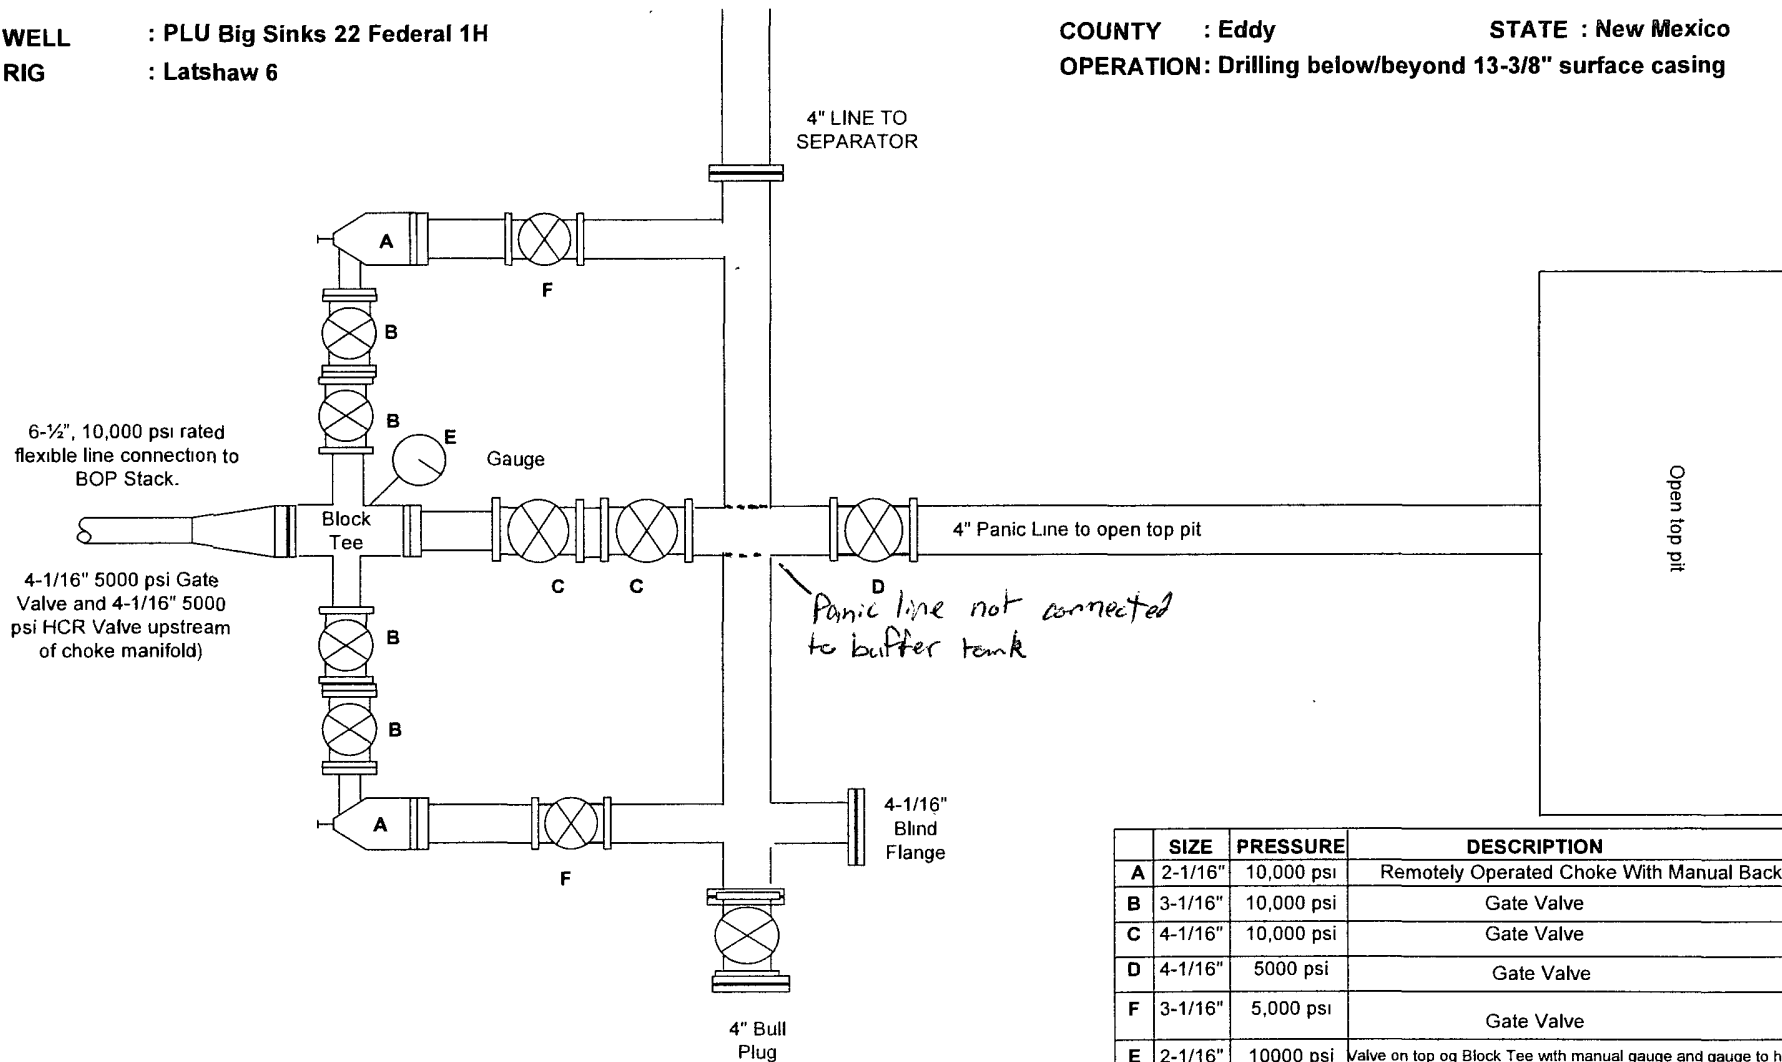 WELL : PLU Big Sinks 22 Federal 1H
RIG : Latshaw 6
COUNTY : Eddy STATE : New Mexico
OPERATION: Drilling below/beyond 13-3/8" surface casing
4" LINE TO
SEPARATOR
A
F
B
B
E
Gauge
6-½", 10,000 psi rated
flexible line connection to
BOP Stack.
Block
Tee
4" Panic Line to open top pit
Open top pit
C
C
D
4-1/16" 5000 psi Gate
Valve and 4-1/16" 5000
psi HCR Valve upstream
of choke manifold)
Panic line not connected
to buffer tank
B
B
A
F
4-1/16"
Blind
Flange
4" Bull
Plug
SIZE PRESSURE DESCRIPTION
A 2-1/16" 10,000 psi Remotely Operated Choke With Manual Back
B 3-1/16" 10,000 psi Gate Valve
C 4-1/16" 10,000 psi Gate Valve
D 4-1/16" 5000 psi Gate Valve
F 3-1/16" 5,000 psi Gate Valve
E 2-1/16" 10000 psi Valve on top og Block Tee with manual gauge and gauge to h